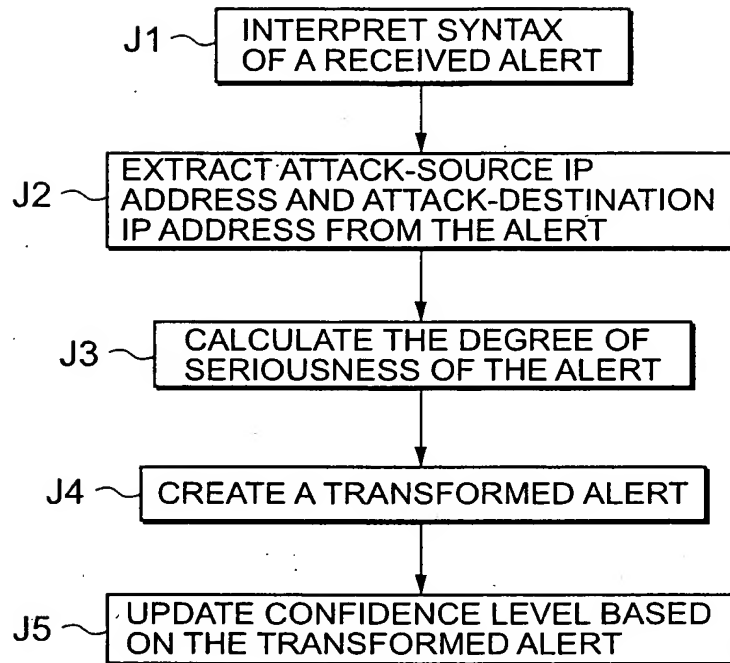 J1
INTERPRET SYNTAX
OF A RECEIVED ALERT
J2
EXTRACT ATTACK-SOURCE IP
ADDRESS AND ATTACK-DESTINATION
IP ADDRESS FROM THE ALERT
J3
CALCULATE THE DEGREE OF
SERIOUSNESS OF THE ALERT
J4
CREATE A TRANSFORMED ALERT
J5
UPDATE CONFIDENCE LEVEL BASED
ON THE TRANSFORMED ALERT